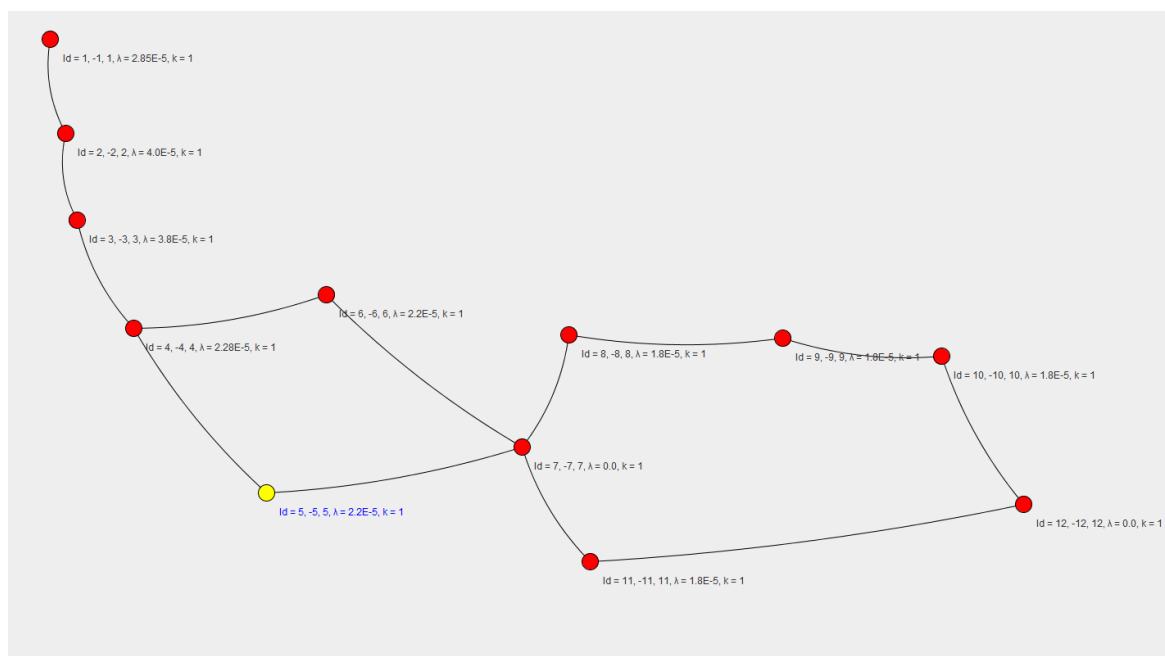 Id = 1, -1, 1, λ = 2.85E-5, k = 1
Id = 2, -2, 2, λ = 4.0E-5, k = 1
Id = 3, -3, 3, λ = 3.8E-5, k = 1
Id = 6, -6, 6, λ = 2.2E-5, k = 1
Id = 4, -4, 4, λ = 2.28E-5, k = 1
Id = 8, -8, 8, λ = 1.8E-5, k = 1
Id = 9, -9, 9, λ = 1.8E-5, k = 1
Id = 10, -10, 10, λ = 1.8E-5, k = 1
Id = 7, -7, 7, λ = 0.0, k = 1
Id = 5, -5, 5, λ = 2.2E-5, k = 1
Id = 12, -12, 12, λ = 0.0, k = 1
Id = 11, -11, 11, λ = 1.8E-5, k = 1